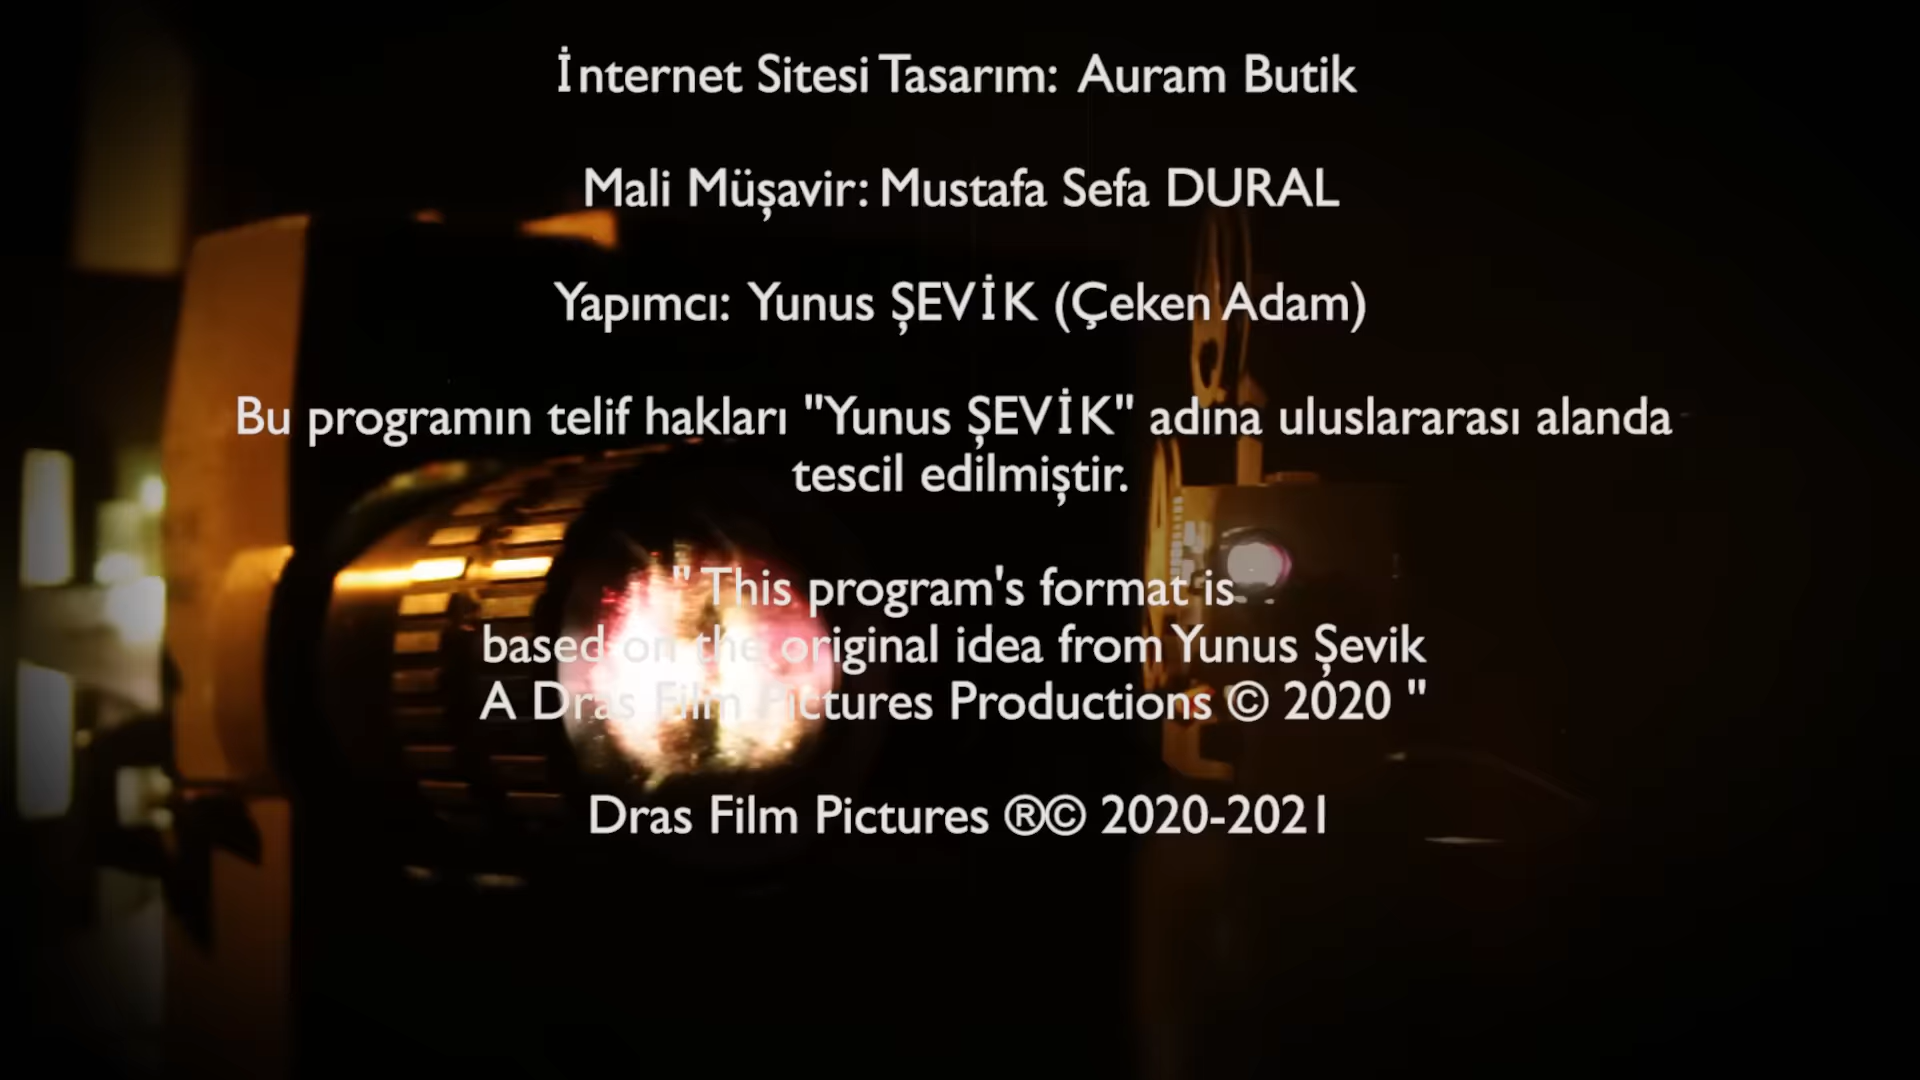 İnternet Sitesi Tasarım: Auram Butik
Mali Müşavir: Mustafa Sefa DURAL
Yapımcı: Yunus ŞEVİK (Çeken Adam)
Bu programın telif hakları "Yunus ŞEVİK" adına uluslararası alanda
tescil edilmiştir.
" This program's format is
based on the original idea from Yunus Şevik
A Dras Film Pictures Productions © 2020 "
Dras Film Pictures ®© 2020-2021